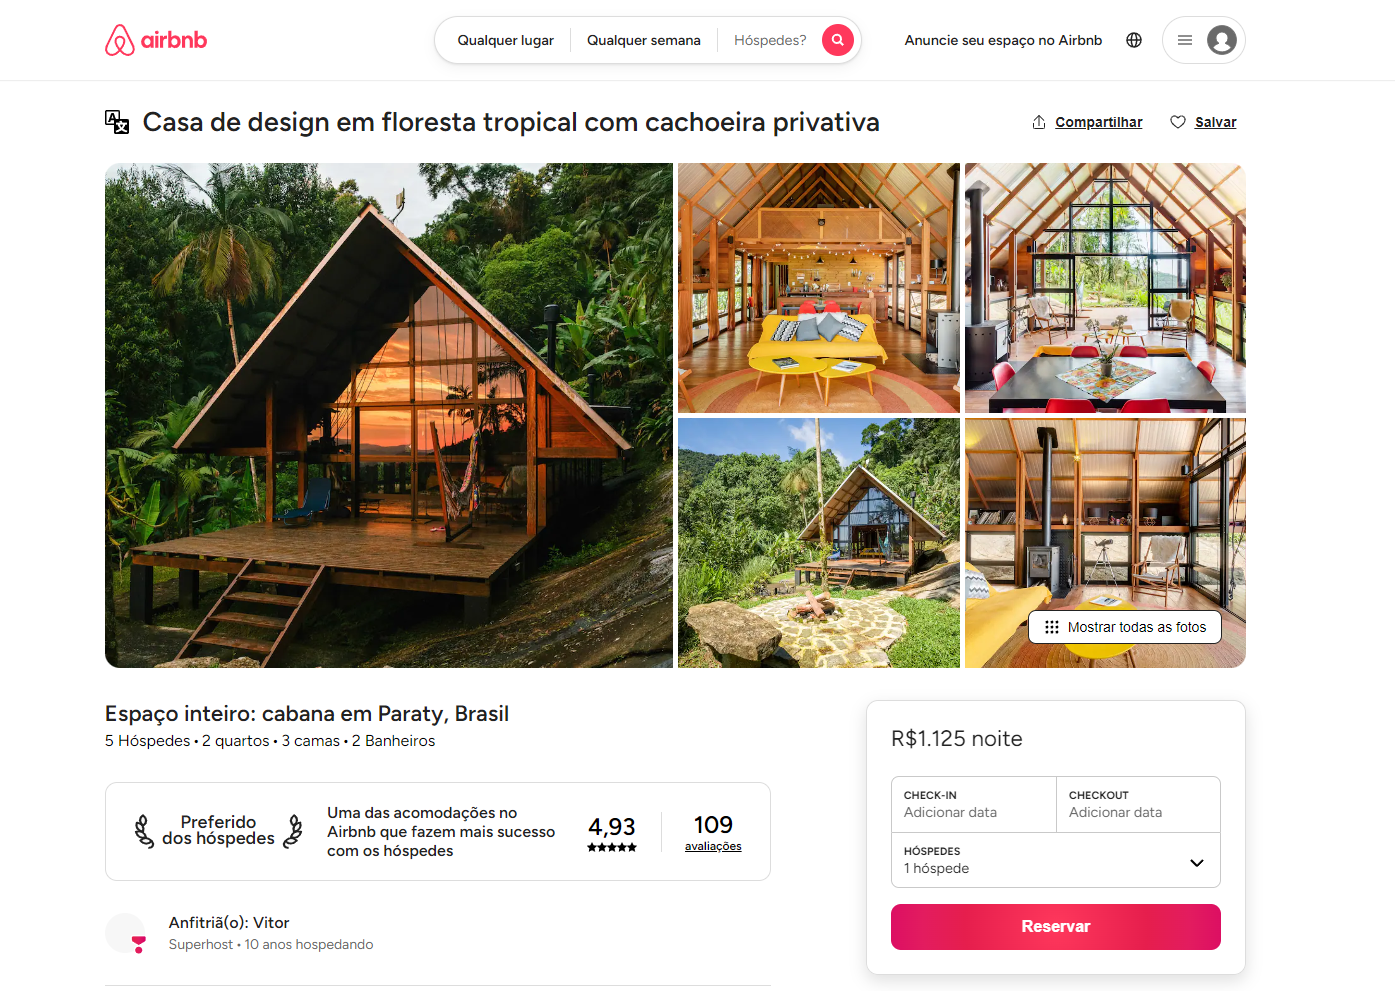 airbnb
Qualquer lugar
Qualquer semana
Hóspedes?
Anuncie seu espaço no Airbnb
Casa de design em floresta tropical com cachoeira privativa
Compartilhar
Salvar
Mostrar todas as fotos
Espaço inteiro: cabana em Paraty, Brasil
5 Hóspedes • 2 quartos • 3 camas • 2 Banheiros
Preferido
dos hóspedes
Uma das acomodações no
Airbnb que fazem mais sucesso
com os hóspedes
4,93
109
avaliações
Anfitriã(o): Vitor
Superhost • 10 anos hospedando
R$1.125 noite
CHECK-IN
Adicionar data
CHECKOUT
Adicionar data
HÓSPEDES
1 hóspede
Reservar